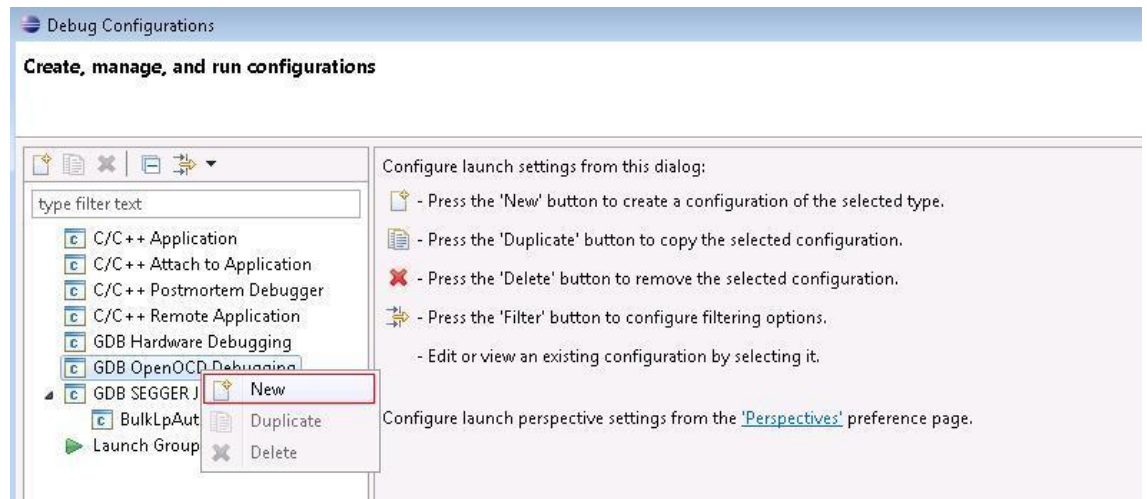 Debug Configurations
Create, manage, and run configurations
type filter text
C/C++ Application
C/C++ Attach to Application
C/C++ Postmortem Debugger
C/C++ Remote Application
GDB Hardware Debugging
GDB OpenOCD Debugging
GDB SEGGER J
BulkLpAut
Launch Group
New
Duplicate
Delete
Configure launch settings from this dialog:
- Press the 'New' button to create a configuration of the selected type.
- Press the 'Duplicate' button to copy the selected configuration.
- Press the 'Delete' button to remove the selected configuration.
- Press the 'Filter' button to configure filtering options.
- Edit or view an existing configuration by selecting it.
Configure launch perspective settings from the 'Perspectives' preference page.